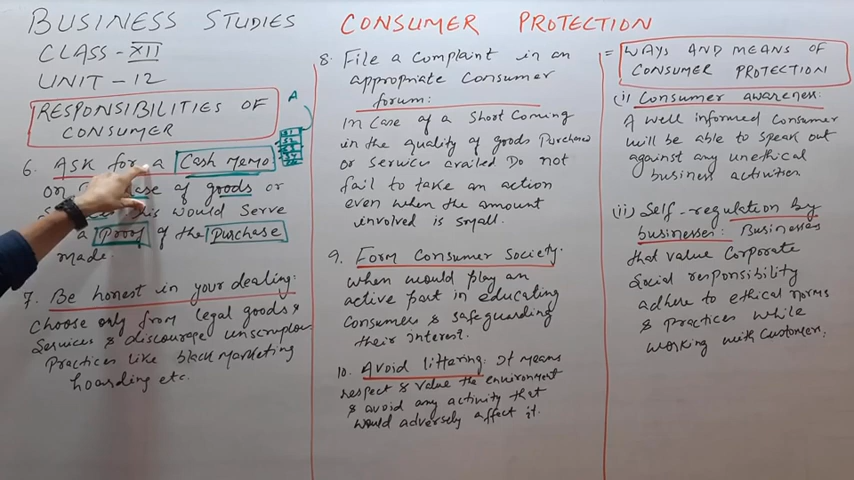 BUSINESS STUDIES
CONSUMER PROTECTION
CLASS-XII
UNIT-12
RESPONSIBILITIES OF
CONSUMER
A
6. Ask for a Cash Memo
on of goods or
would Serve
a Proof of the Purchase
made.
7. Be honest in your dealing:
Choose only from legal goods &
Services & discourage unscrupulous
Practices like black marketing
hoarding etc.
8. File a Complaint in an
appropriate Consumer
forum:
In Case of a Short Coming
in the quality of goods Purchased
or Services availed Do not
fail to take an action
even when the amount
involved is small.
9. Form Consumer Society.
When would play an
active part in educating
Consumers & safeguarding
their interest.
10. Avoid littering: It means
respect & value the environment
& avoid any activity that
would adversely affect it.
= WAYS AND MEANS OF
CONSUMER PROTECTION
(i) Consumer awareness:
A well informed Consumer
will be able to speak out
against any unethical
business activities.
(ii) Self-regulation by
businesses: Businesses
that value Corporate
Social responsibility
adhere to ethical norms
& Practices while
working with Customers.